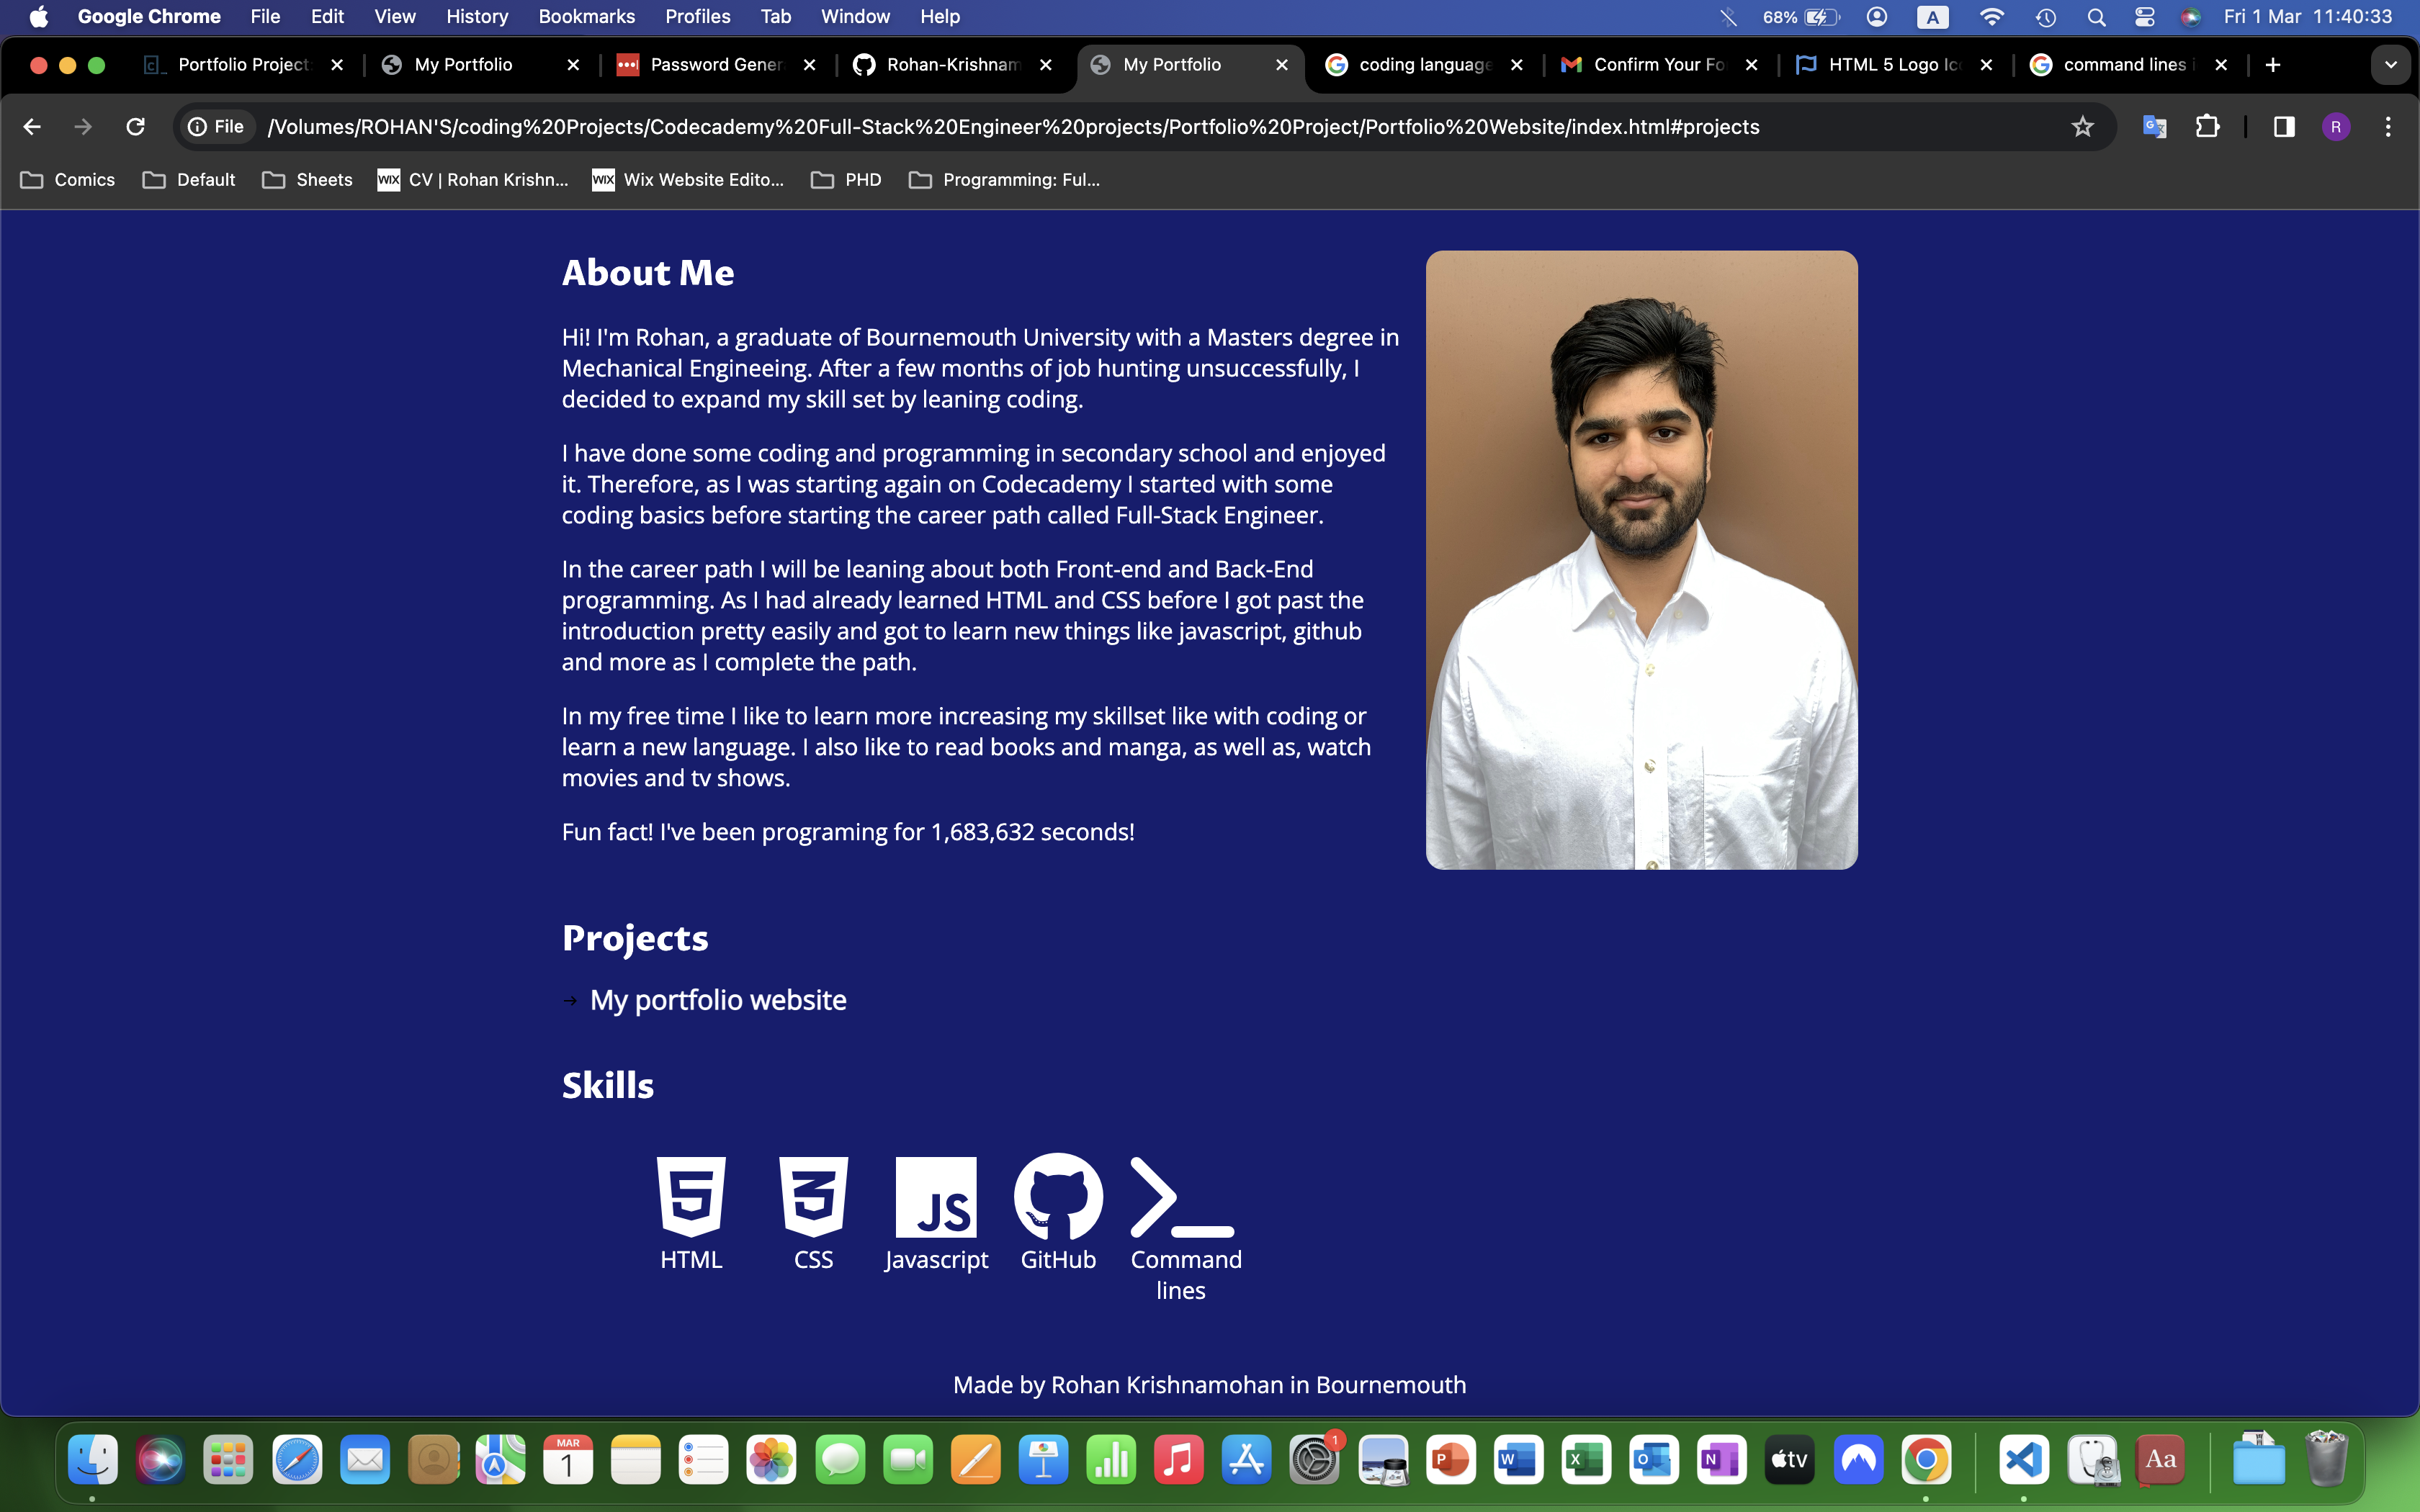 Google Chrome File Edit View History Bookmarks Profiles Tab Window Help 68% A Fri 1 Mar 11:40:33
Portfolio Project My Portfolio Password Gener Rohan-Krishnam My Portfolio coding language Confirm Your Fo HTML 5 Logo Ic command lines i
File /Volumes/ROHAN'S/coding%20Projects/Codecademy%20Full-Stack%20Engineer%20projects/Portfolio%20Project/Portfolio%20Website/index.html#projects R
Comics Default Sheets WIX CV | Rohan Krishn... WIX Wix Website Edito... PHD Programming: Ful...
About Me
Hi! I'm Rohan, a graduate of Bournemouth University with a Masters degree in
Mechanical Engineeing. After a few months of job hunting unsuccessfully, I
decided to expand my skill set by leaning coding.
I have done some coding and programming in secondary school and enjoyed
it. Therefore, as I was starting again on Codecademy I started with some
coding basics before starting the career path called Full-Stack Engineer.
In the career path I will be leaning about both Front-end and Back-End
programming. As I had already learned HTML and CSS before I got past the
introduction pretty easily and got to learn new things like javascript, github
and more as I complete the path.
In my free time I like to learn more increasing my skillset like with coding or
learn a new language. I also like to read books and manga, as well as, watch
movies and tv shows.
Fun fact! I've been programing for 1,683,632 seconds!
Projects
→ My portfolio website
Skills
5 3 JS
HTML CSS Javascript GitHub Command
lines
Made by Rohan Krishnamohan in Bournemouth
MAR
1
1
P W X O N tv Aa